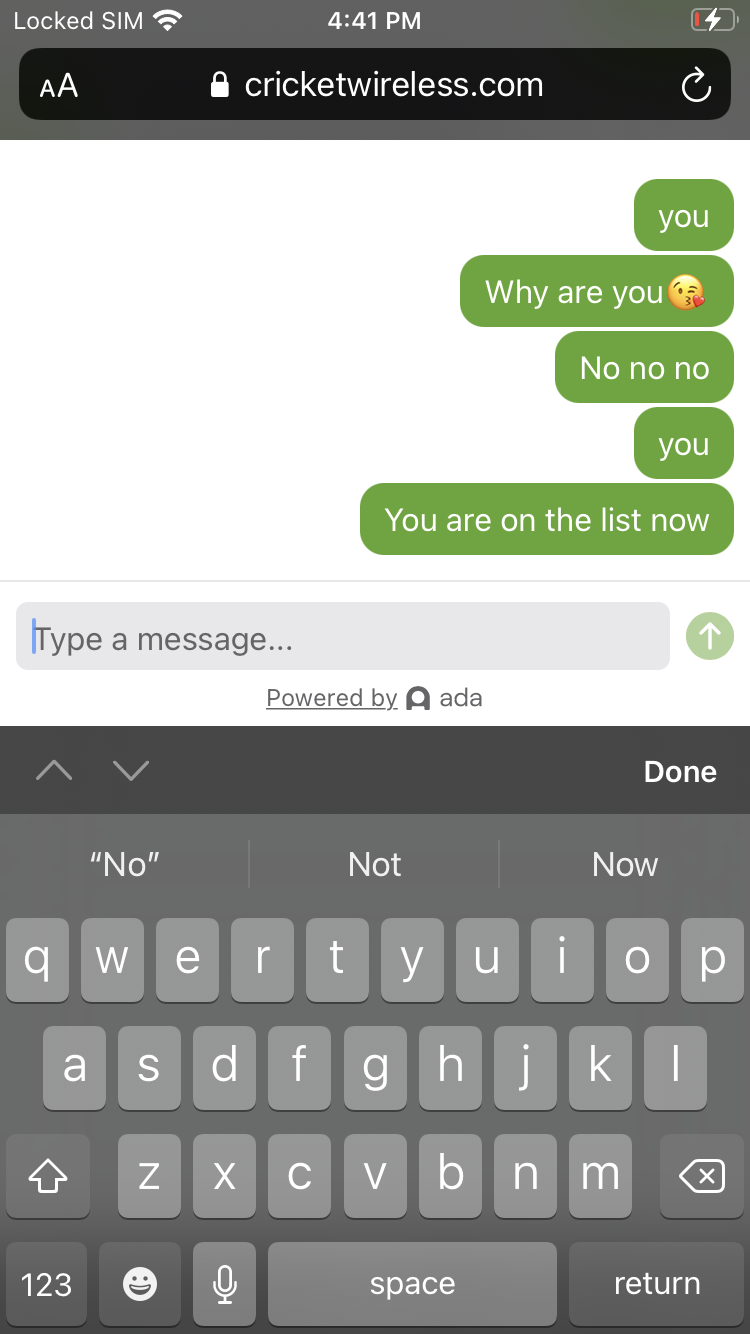 Locked SIM 4:41 PM
AA cricketwireless.com
you
Why are you😘
No no no
you
You are on the list now
Type a message...
Powered by ada
Done
“No” Not Now
q w e r t y u i o p
a s d f g h j k l
z x c v b n m
123 space return